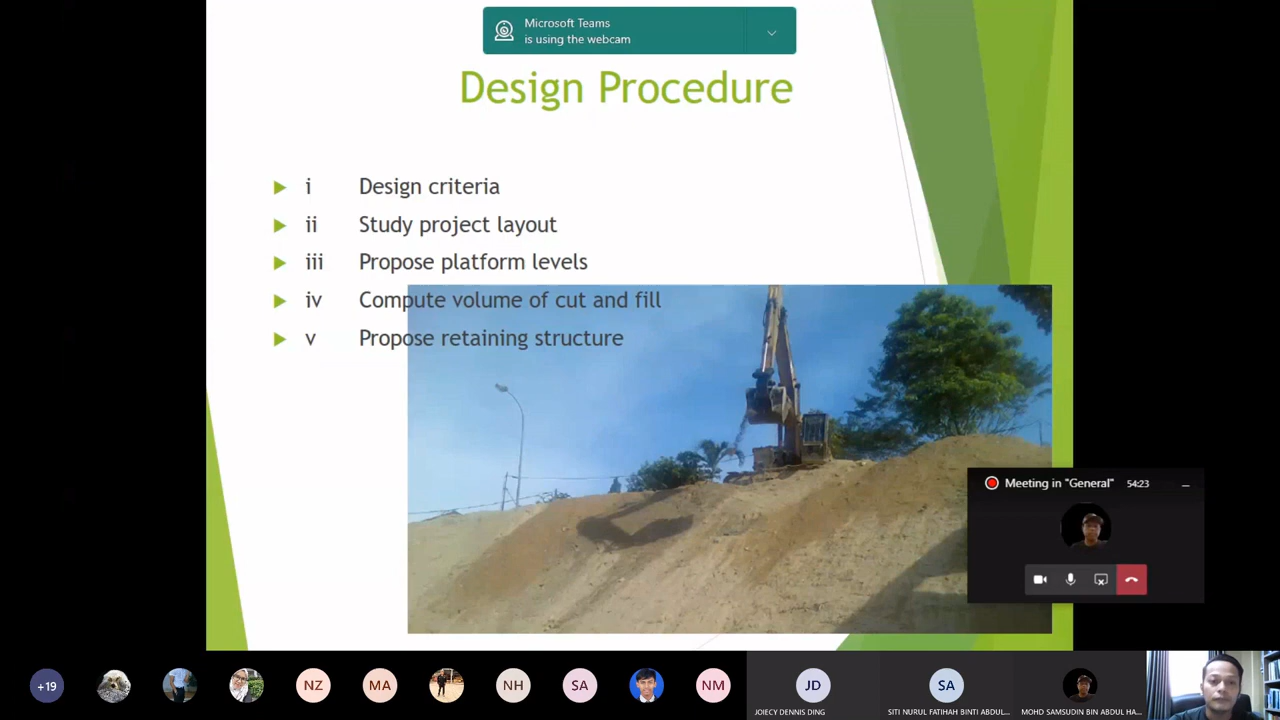 Microsoft Teams
is using the webcam
Design Procedure
i Design criteria
ii Study project layout
iii Propose platform levels
iv Compute volume of cut and fill
v Propose retaining structure
Meeting in "General" 54:23
+19
NZ
MA
NH
SA
NM
JD
JOIECY DENNIS DING
SA
SITI NURUL FATIHAH BINTI ABDUL...
MOHD SAMSUDIN BIN ABDUL HA...